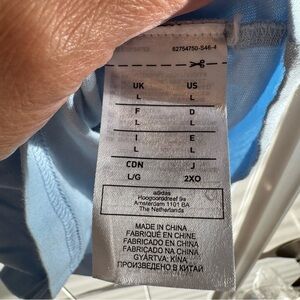 62754750-S46-4
UK US
L L
F D
L L
I E
L L
CDN J
L/G 2XO
adidas
Hoogoorddreef 9a
Amsterdam 1101 BA
The Netherlands
MADE IN CHINA
FABRIQUÉ EN CHINE
FABRICADO EN CHINA
FABRICADO NA CHINA
GYÁRTVA: KÍNA
ПРОИЗВЕДЕНО В КИТАЙ